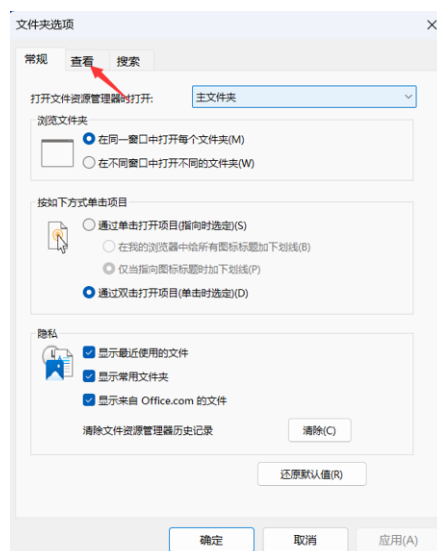 文件夹选项
常规 查看 搜索
打开文件资源管理器时打开: 主文件夹
浏览文件夹
在同一窗口中打开每个文件夹(M)
在不同窗口中打开不同的文件夹(W)
按如下方式单击项目
通过单击打开项目(指向时选定)(S)
在我的浏览器中给所有图标标题加下划线(B)
仅当指向图标标题时加下划线(P)
通过双击打开项目(单击时选定)(D)
隐私
显示最近使用的文件
显示常用文件夹
显示来自 Office.com 的文件
清除文件资源管理器历史记录 清除(C)
还原默认值(R)
确定 取消 应用(A)